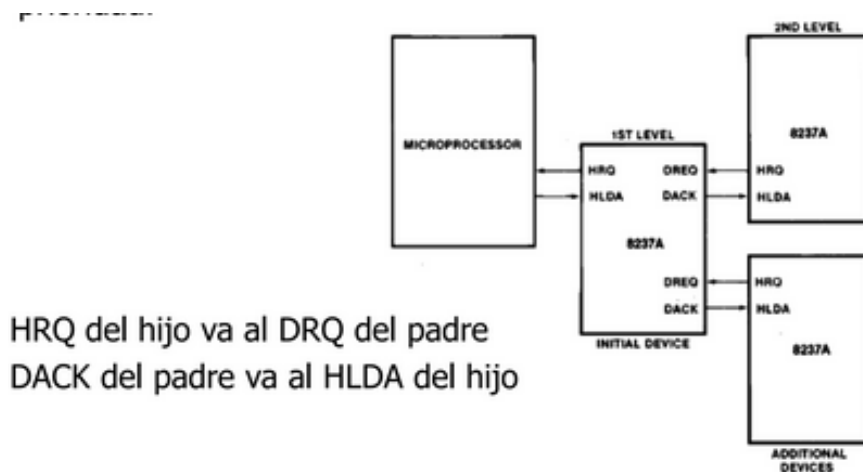 2ND LEVEL
MICROPROCESSOR
8237A
1ST LEVEL
HRQ DREQ HRQ
HLDA DACK HLDA
8237A
DREQ HRQ
DACK HLDA
INITIAL DEVICE
8237A
HRQ del hijo va al DRQ del padre
DACK del padre va al HLDA del hijo
ADDITIONAL
DEVICES